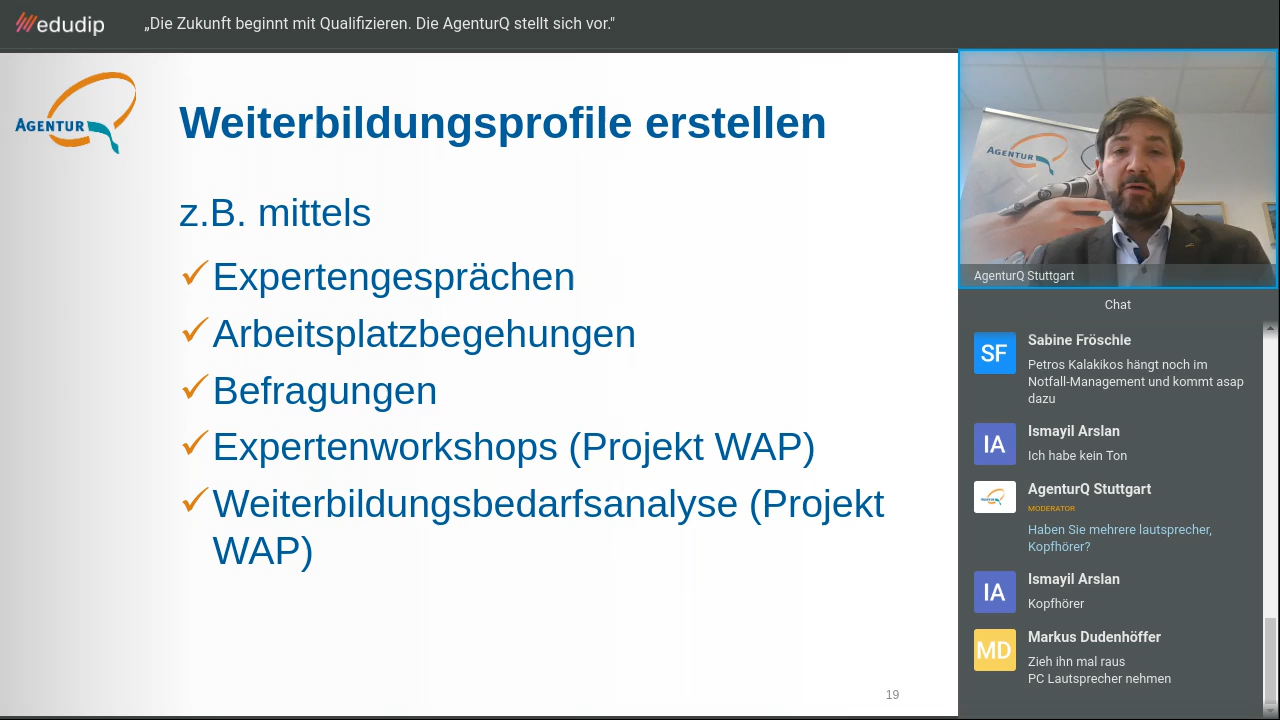 edudip
„Die Zukunft beginnt mit Qualifizieren. Die AgenturQ stellt sich vor."
AGENTUR
Weiterbildungsprofile erstellen
z.B. mittels
✓Expertengesprächen
✓Arbeitsplatzbegehungen
✓Befragungen
✓Expertenworkshops (Projekt WAP)
✓Weiterbildungsbedarfsanalyse (Projekt
WAP)
19
AGENTUR
AgenturQ Stuttgart
Chat
SF
Sabine Fröschle
Petros Kalakikos hängt noch im
Notfall-Management und kommt asap
dazu
IA
Ismayil Arslan
Ich habe kein Ton
AgenturQ Stuttgart
MODERATOR
Haben Sie mehrere lautsprecher,
Kopfhörer?
IA
Ismayil Arslan
Kopfhörer
MD
Markus Dudenhöffer
Zieh ihn mal raus
PC Lautsprecher nehmen